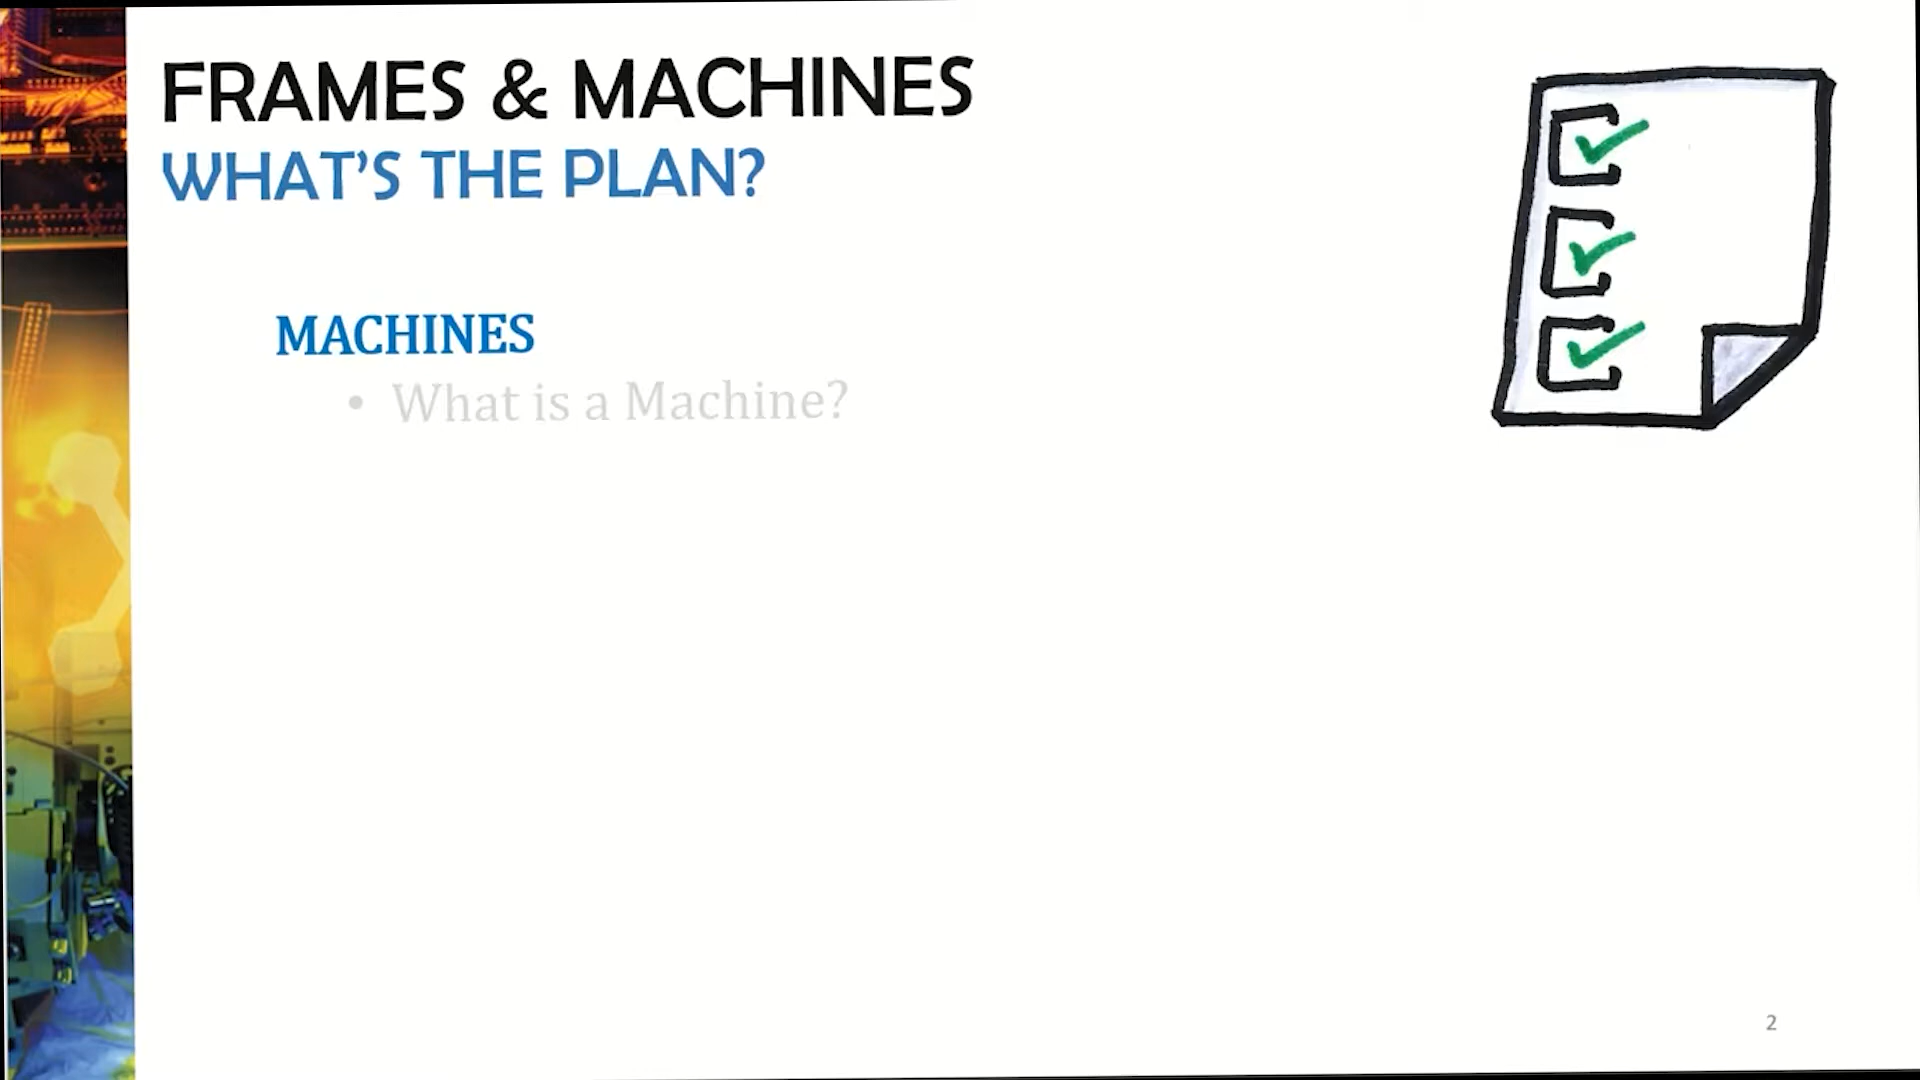 FRAMES & MACHINES
WHAT'S THE PLAN?
MACHINES
• What is a Machine?
2